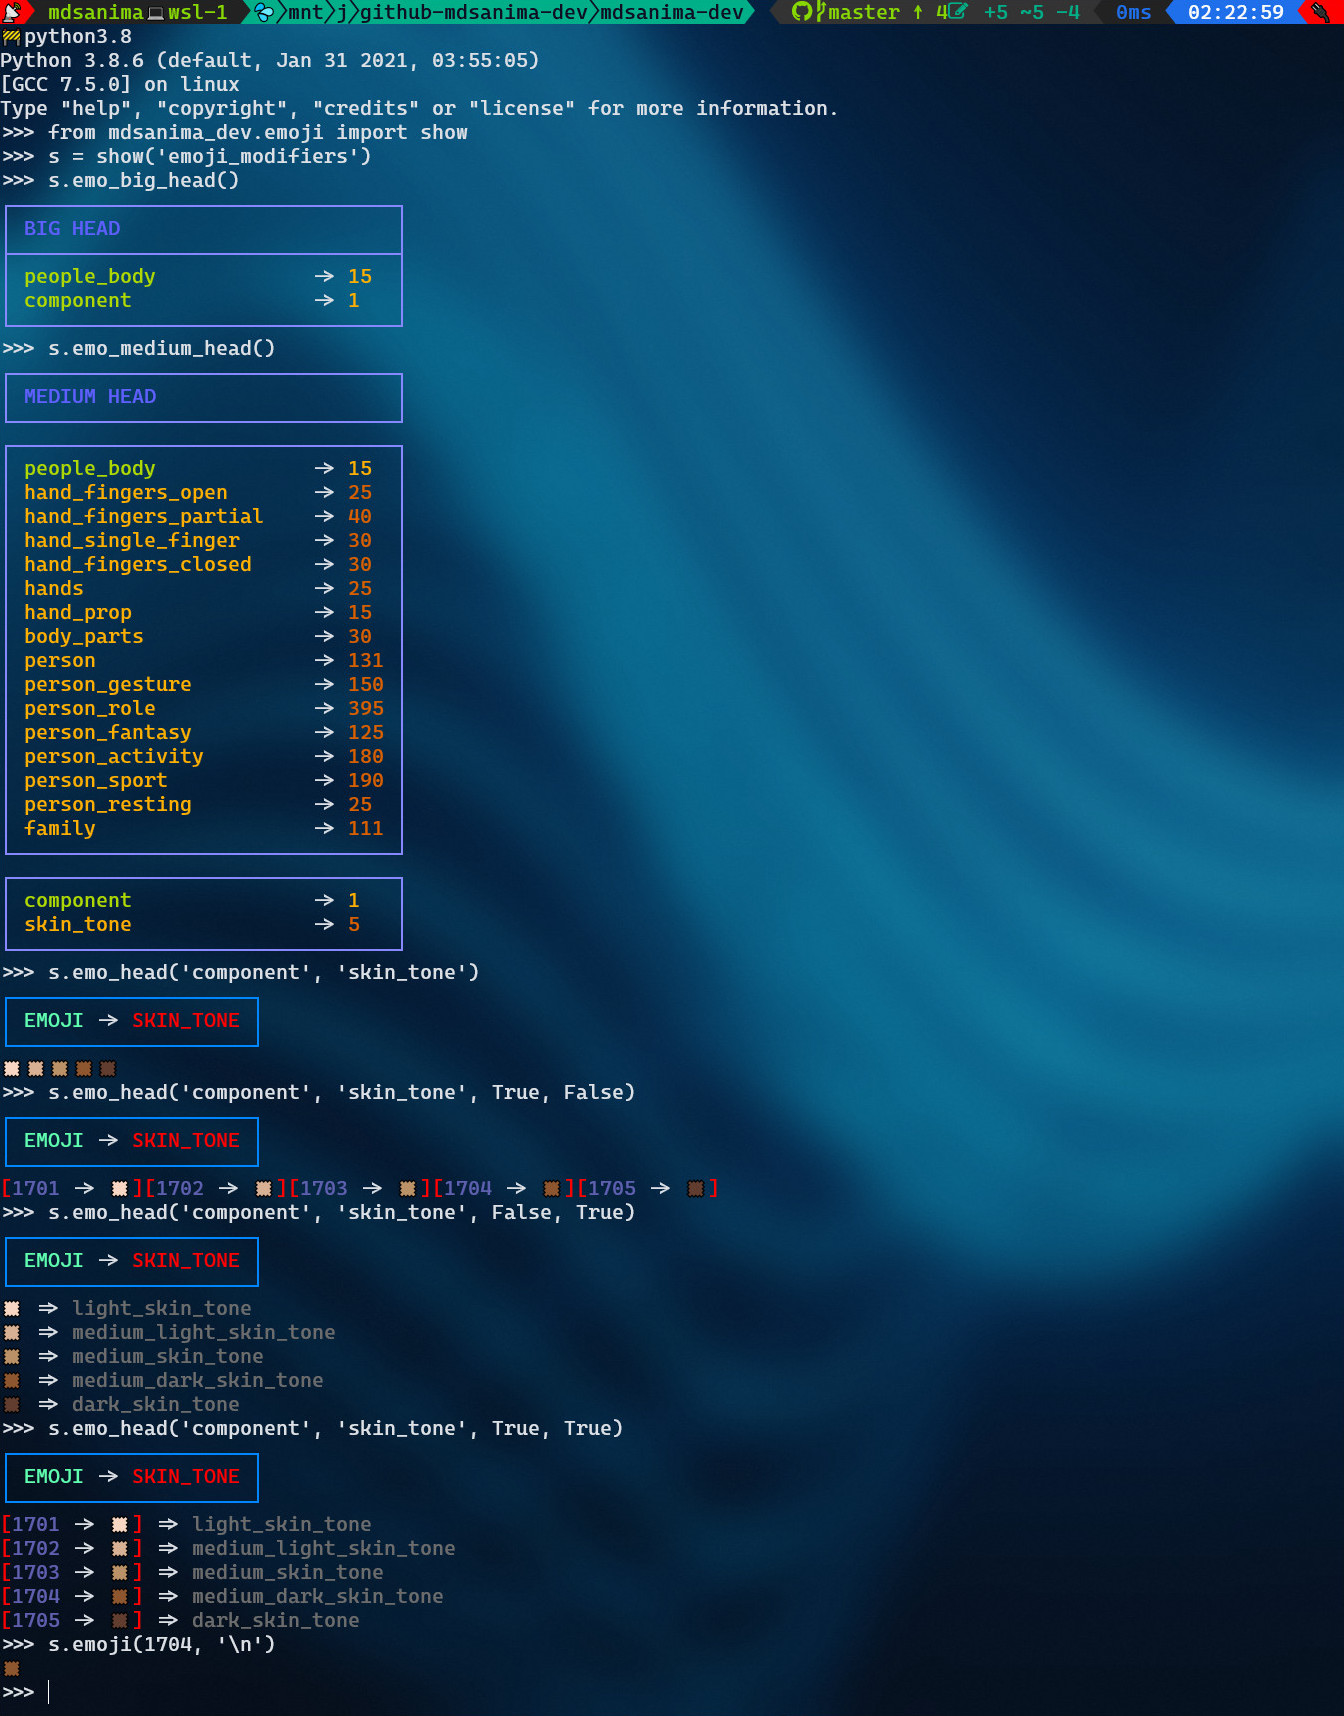 mdsanima wsl-1 mnt j github-mdsanima-dev mdsanima-dev master ↑ 4 +5 ~5 -4 0ms 02:22:59
python3.8
Python 3.8.6 (default, Jan 31 2021, 03:55:05)
[GCC 7.5.0] on linux
Type "help", "copyright", "credits" or "license" for more information.
>>> from mdsanima_dev.emoji import show
>>> s = show('emoji_modifiers')
>>> s.emo_big_head()
BIG HEAD
people_body → 15
component → 1
>>> s.emo_medium_head()
MEDIUM HEAD
people_body → 15
hand_fingers_open → 25
hand_fingers_partial → 40
hand_single_finger → 30
hand_fingers_closed → 30
hands → 25
hand_prop → 15
body_parts → 30
person → 131
person_gesture → 150
person_role → 395
person_fantasy → 125
person_activity → 180
person_sport → 190
person_resting → 25
family → 111
component → 1
skin_tone → 5
>>> s.emo_head('component', 'skin_tone')
EMOJI → SKIN_TONE
🏻 🏼 🏽 🏾 🏿
>>> s.emo_head('component', 'skin_tone', True, False)
EMOJI → SKIN_TONE
[1701 → 🏻][1702 → 🏼][1703 → 🏽][1704 → 🏾][1705 → 🏿]
>>> s.emo_head('component', 'skin_tone', False, True)
EMOJI → SKIN_TONE
🏻 ⇒ light_skin_tone
🏼 ⇒ medium_light_skin_tone
🏽 ⇒ medium_skin_tone
🏾 ⇒ medium_dark_skin_tone
🏿 ⇒ dark_skin_tone
>>> s.emo_head('component', 'skin_tone', True, True)
EMOJI → SKIN_TONE
[1701 → 🏻] ⇒ light_skin_tone
[1702 → 🏼] ⇒ medium_light_skin_tone
[1703 → 🏽] ⇒ medium_skin_tone
[1704 → 🏾] ⇒ medium_dark_skin_tone
[1705 → 🏿] ⇒ dark_skin_tone
>>> s.emoji(1704, '\n')
🏾
>>>